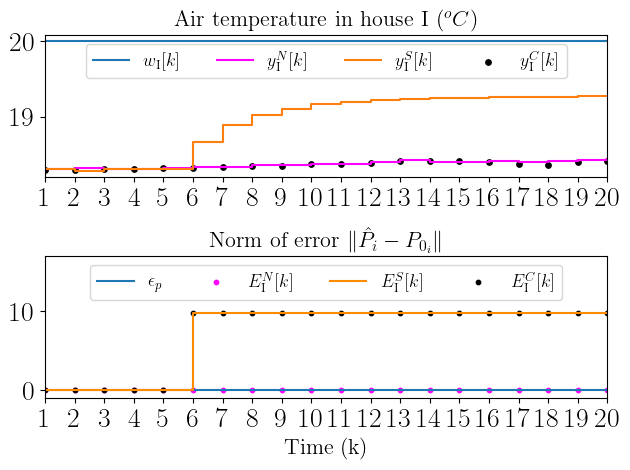 Air temperature in house I (°C)
20
w_I[k] y_I^N[k] y_I^S[k] y_I^C[k]
19
1 2 3 4 5 6 7 8 9 10 11 12 13 14 15 16 17 18 19 20
Norm of error ‖P̂_i − P_{0_i}‖
ϵ_p E_I^N[k] E_I^S[k] E_I^C[k]
10
0
1 2 3 4 5 6 7 8 9 10 11 12 13 14 15 16 17 18 19 20
Time (k)